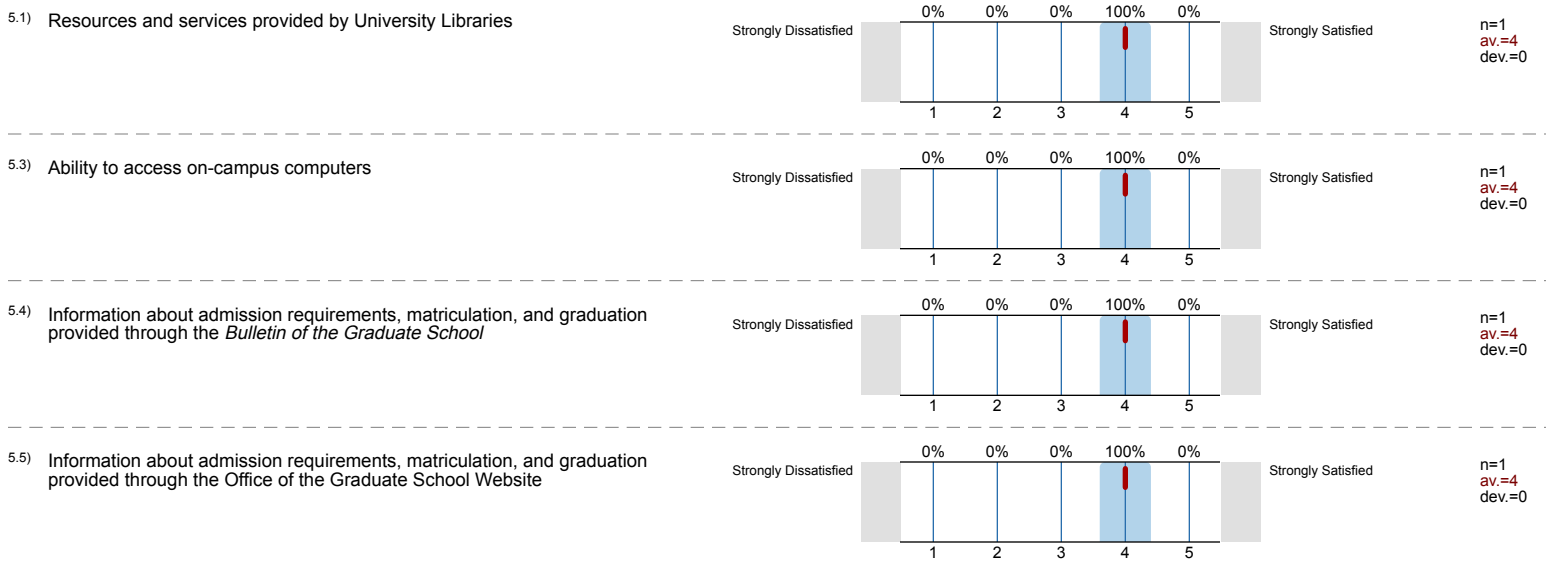 5.1) Resources and services provided by University Libraries
0% 0% 0% 100% 0%
Strongly Dissatisfied Strongly Satisfied
n=1
av.=4
dev.=0
1 2 3 4 5
5.3) Ability to access on-campus computers
0% 0% 0% 100% 0%
Strongly Dissatisfied Strongly Satisfied
n=1
av.=4
dev.=0
1 2 3 4 5
5.4) Information about admission requirements, matriculation, and graduation
provided through the Bulletin of the Graduate School
0% 0% 0% 100% 0%
Strongly Dissatisfied Strongly Satisfied
n=1
av.=4
dev.=0
1 2 3 4 5
5.5) Information about admission requirements, matriculation, and graduation
provided through the Office of the Graduate School Website
0% 0% 0% 100% 0%
Strongly Dissatisfied Strongly Satisfied
n=1
av.=4
dev.=0
1 2 3 4 5